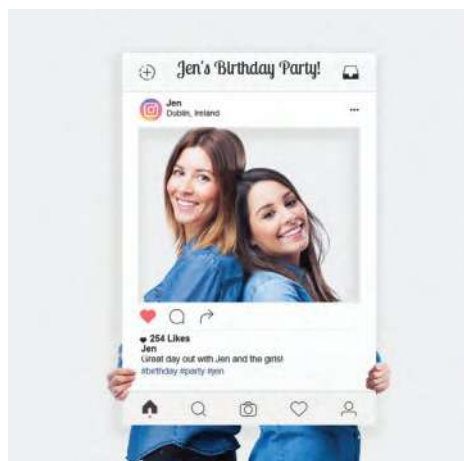 Jen's Birthday Party!
Jen
Dublin, Ireland
254 Likes
Jen
Great day out with Jen and the girls!
#birthday #party #jen